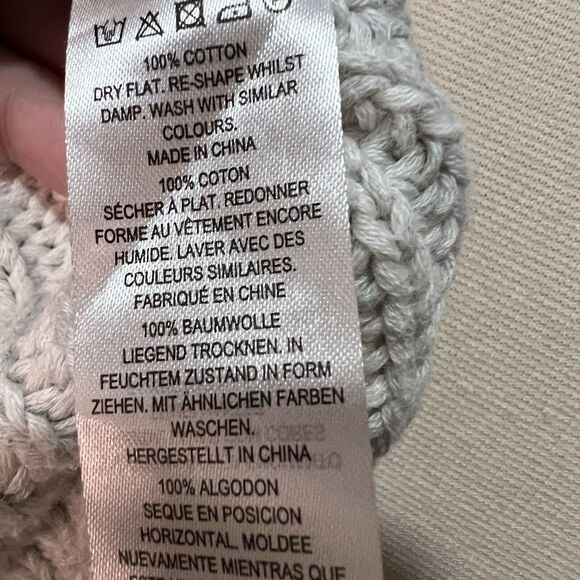 100% COTTON
DRY FLAT. RE-SHAPE WHILST
DAMP. WASH WITH SIMILAR
COLOURS.
MADE IN CHINA
100% COTON
SÉCHER À PLAT. REDONNER
FORME AU VÊTEMENT ENCORE
HUMIDE. LAVER AVEC DES
COULEURS SIMILAIRES.
FABRIQUÉ EN CHINE
100% BAUMWOLLE
LIEGEND TROCKNEN. IN
FEUCHTEM ZUSTAND IN FORM
ZIEHEN. MIT ÄHNLICHEN FARBEN
WASCHEN.
HERGESTELLT IN CHINA
100% ALGODON
SEQUE EN POSICION
HORIZONTAL. MOLDEE
NUEVAMENTE MIENTRAS QUE